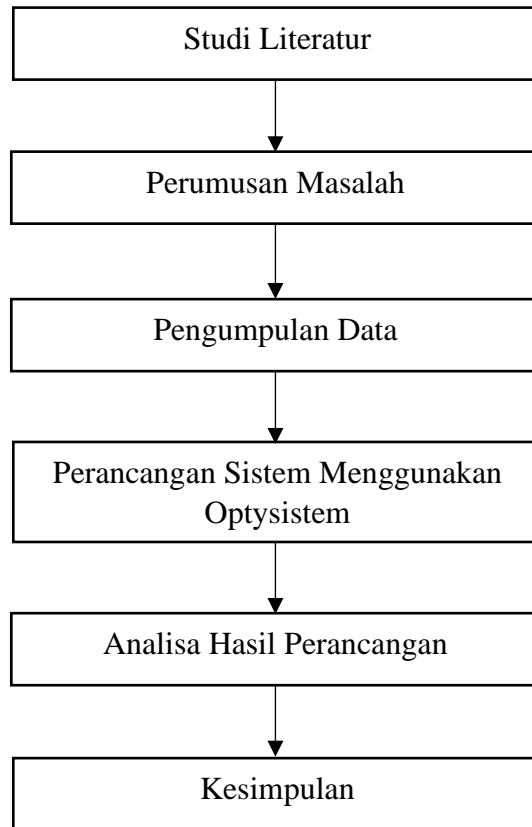 Studi Literatur
Perumusan Masalah
Pengumpulan Data
Perancangan Sistem Menggunakan
Optysistem
Analisa Hasil Perancangan
Kesimpulan